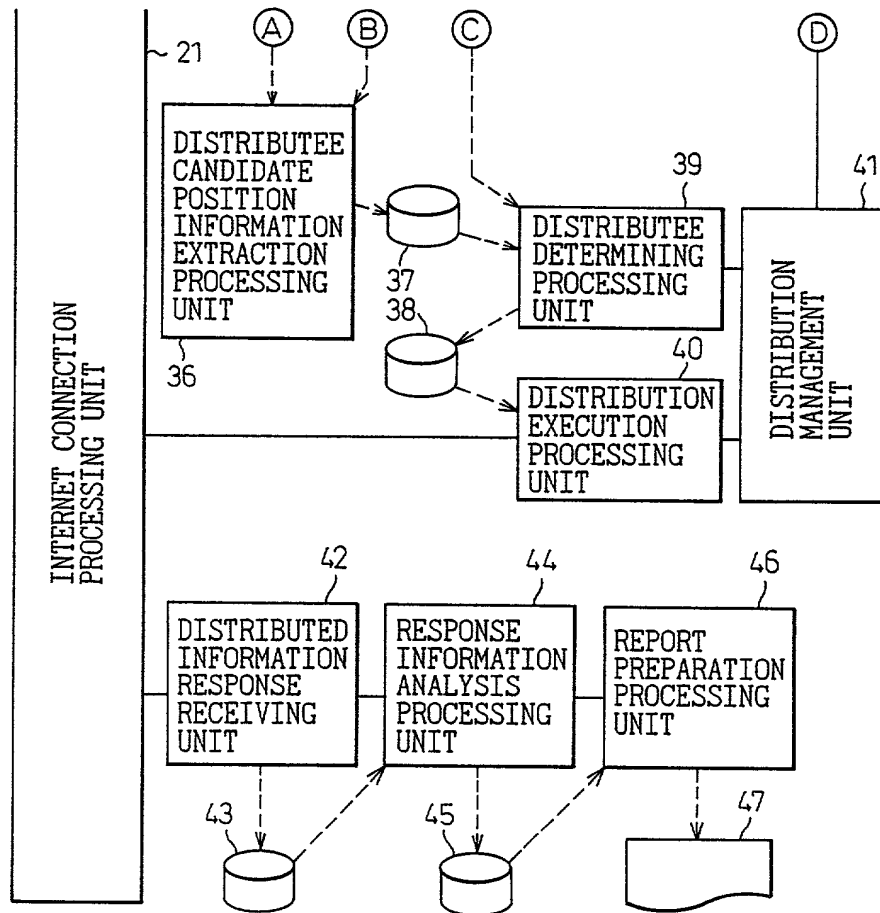 A
B
C
D
21
DISTRIBUTEE
CANDIDATE
POSITION
INFORMATION
EXTRACTION
PROCESSING
UNIT
36
37
38
39
DISTRIBUTEE
DETERMINING
PROCESSING
UNIT
40
DISTRIBUTION
EXECUTION
PROCESSING
UNIT
41
DISTRIBUTION
MANAGEMENT
UNIT
INTERNET CONNECTION
PROCESSING UNIT
42
DISTRIBUTED
INFORMATION
RESPONSE
RECEIVING
UNIT
44
RESPONSE
INFORMATION
ANALYSIS
PROCESSING
UNIT
46
REPORT
PREPARATION
PROCESSING
UNIT
43
45
47